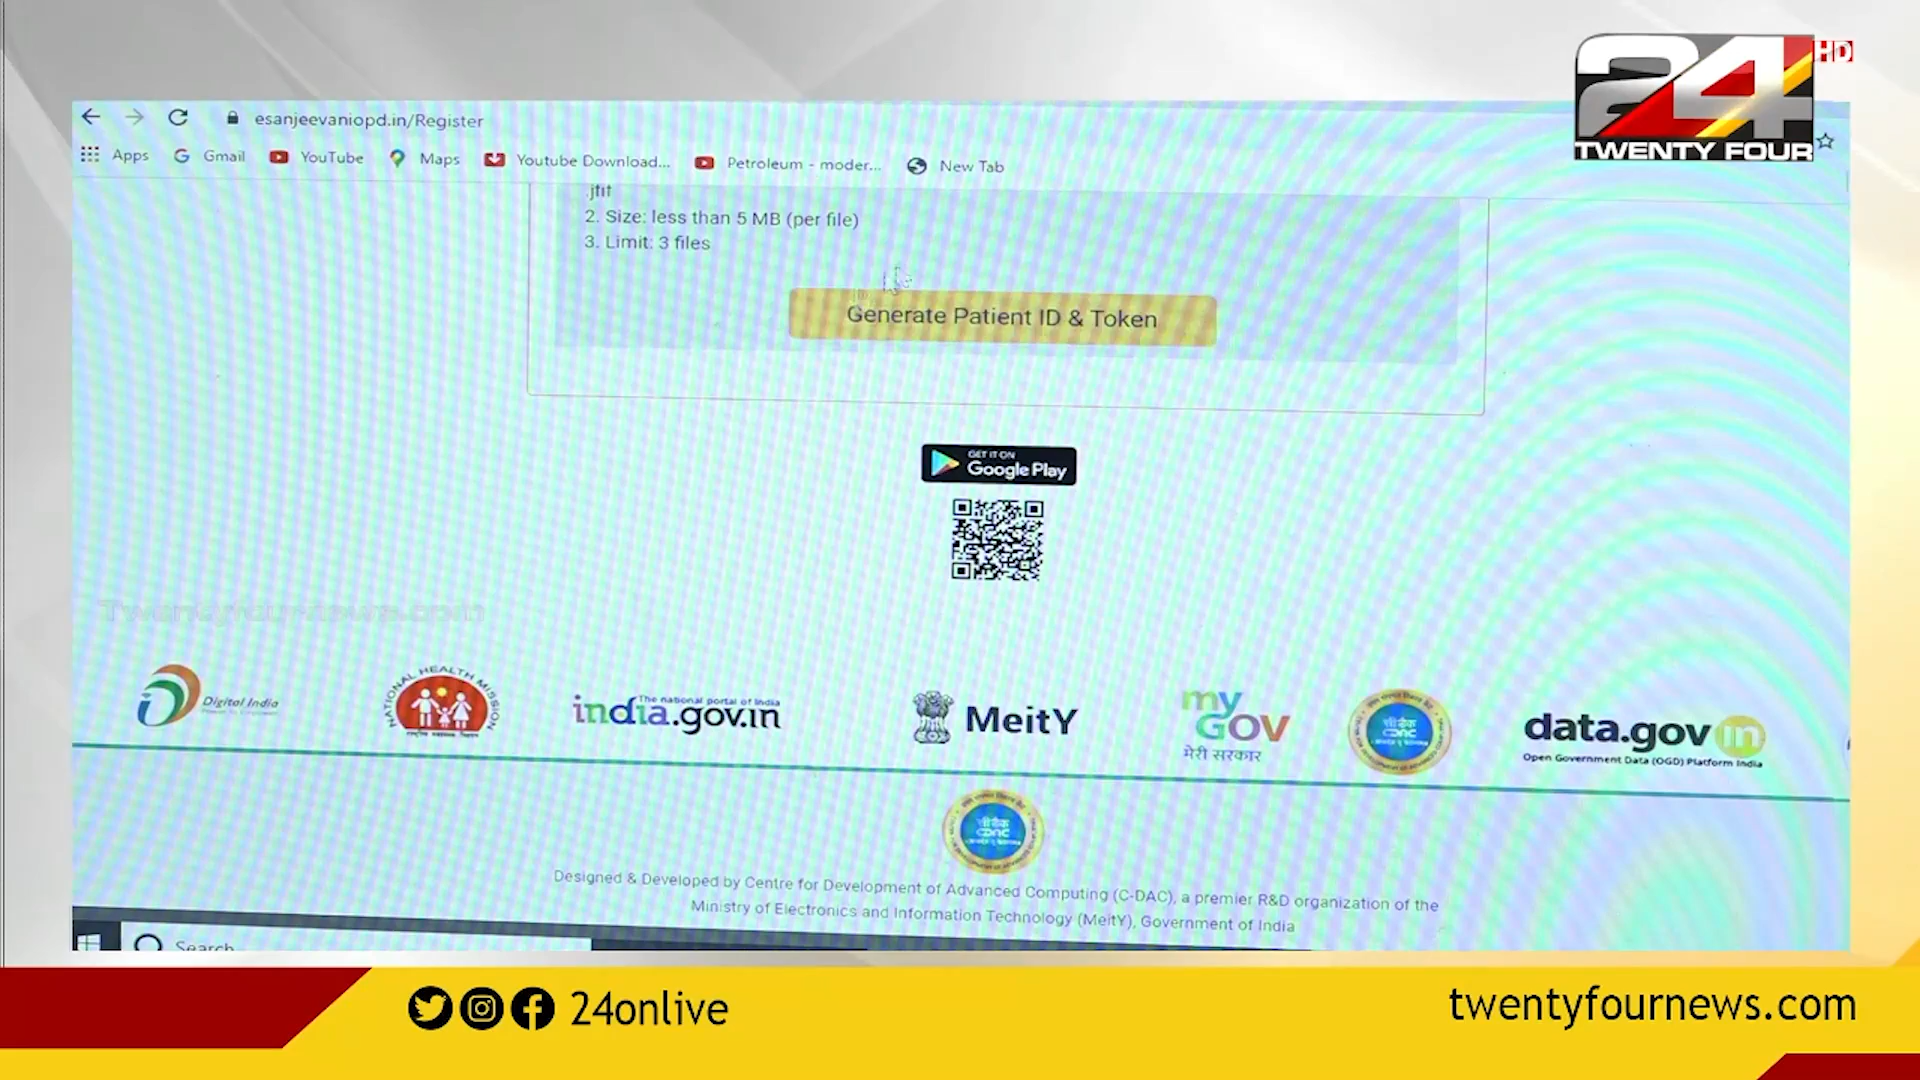 24 HD
TWENTY FOUR
esanjeevaniopd.in/Register
Apps Gmail YouTube Maps Youtube Download... Petroleum - moder... New Tab
.jfif
2. Size: less than 5 MB (per file)
3. Limit: 3 files
Generate Patient ID & Token
GET IT ON
Google Play
Twentyfournews.com
Digital India
NATIONAL HEALTH MISSION
The national portal of India
india.gov.in
MeitY
my
GOV
मेरी सरकार
सीडैक
CDAC
data.gov in
Open Government Data (OGD) Platform India
सीडैक
CDAC
Designed & Developed by Centre for Development of Advanced Computing (C-DAC), a premier R&D organization of the
Ministry of Electronics and Information Technology (MeitY), Government of India
Search
24onlive
twentyfournews.com